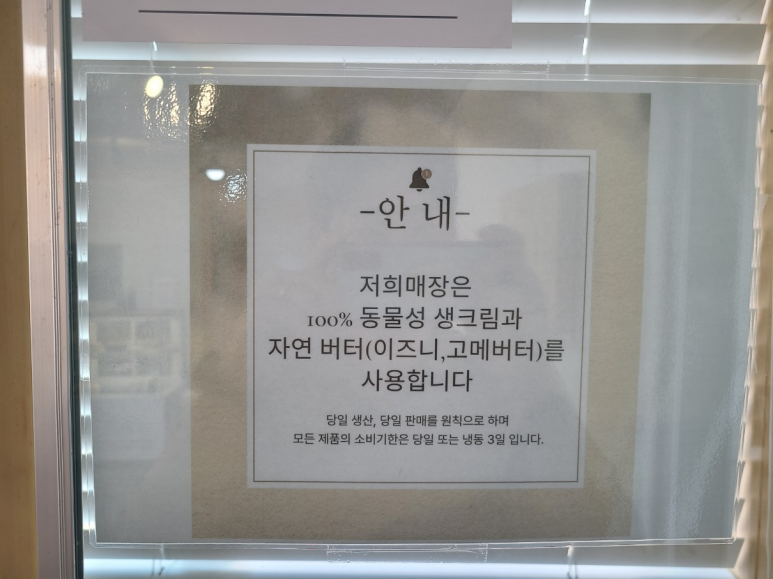 -안 내-
저희매장은
100% 동물성 생크림과
자연 버터(이즈니,고메버터)를
사용합니다
당일 생산, 당일 판매를 원칙으로 하며
모든 제품의 소비기한은 당일 또는 냉동 3일 입니다.